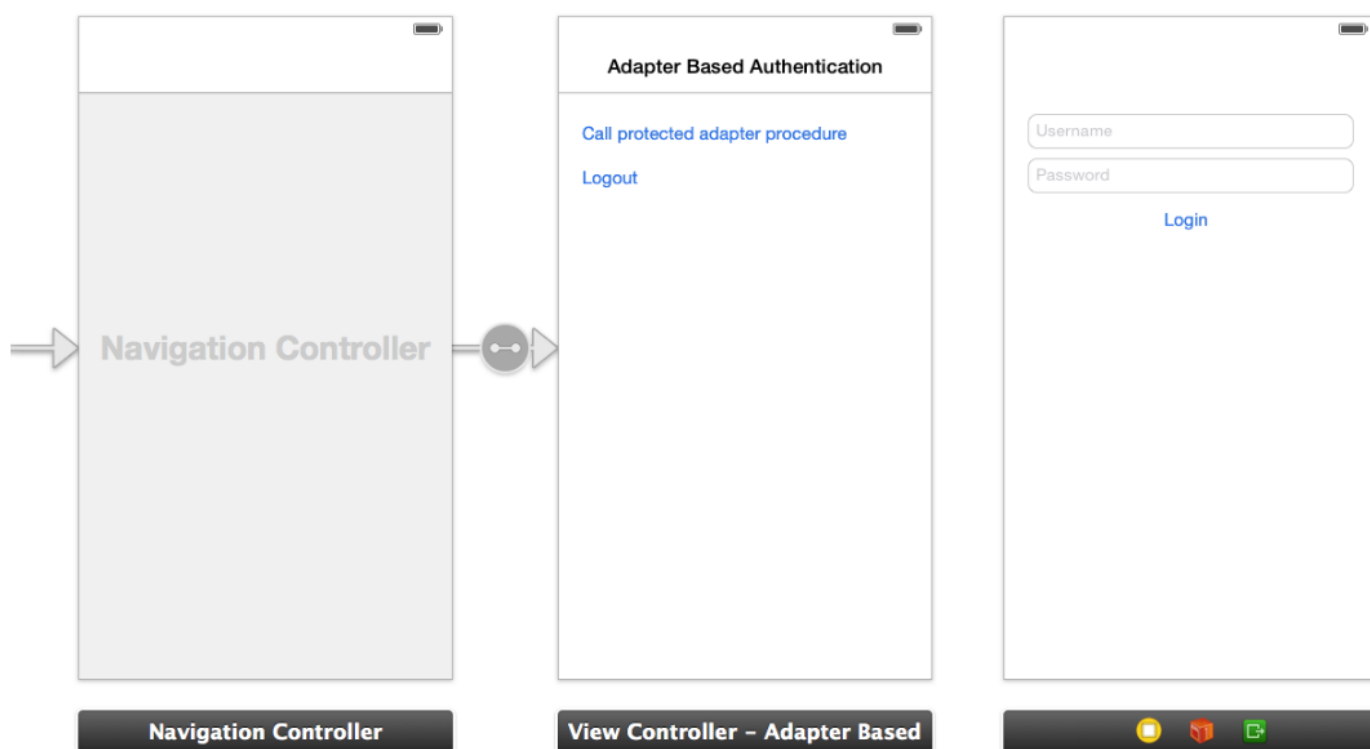 Navigation Controller
Navigation Controller
Adapter Based Authentication
Call protected adapter procedure
Logout
View Controller – Adapter Based
Username
Password
Login